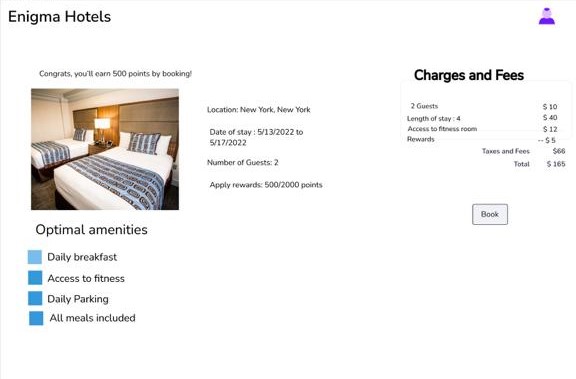 Enigma Hotels
Congrats, you'll earn 500 points by booking!
Location: New York, New York
Date of stay : 5/13/2022 to
5/17/2022
Number of Guests: 2
Apply rewards: 500/2000 points
Charges and Fees
2 Guests $ 10
Length of stay : 4 $ 40
Access to fitness room $ 12
Rewards -- $ 5
Taxes and Fees $66
Total $ 165
Book
Optimal amenities
Daily breakfast
Access to fitness
Daily Parking
All meals included